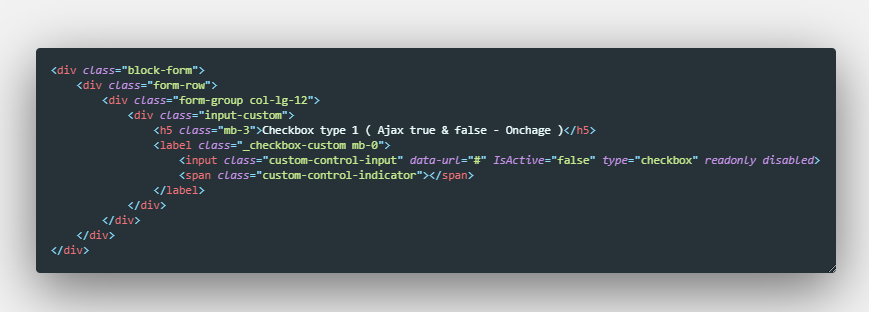 <div class="block-form">
    <div class="form-row">
        <div class="form-group col-lg-12">
            <div class="input-custom">
                <h5 class="mb-3">Checkbox type 1 ( Ajax true & false - Onchage )</h5>
                <label class="_checkbox-custom mb-0">
                    <input class="custom-control-input" data-url="#" IsActive="false" type="checkbox" readonly disabled>
                    <span class="custom-control-indicator"></span>
                </label>
            </div>
        </div>
    </div>
</div>